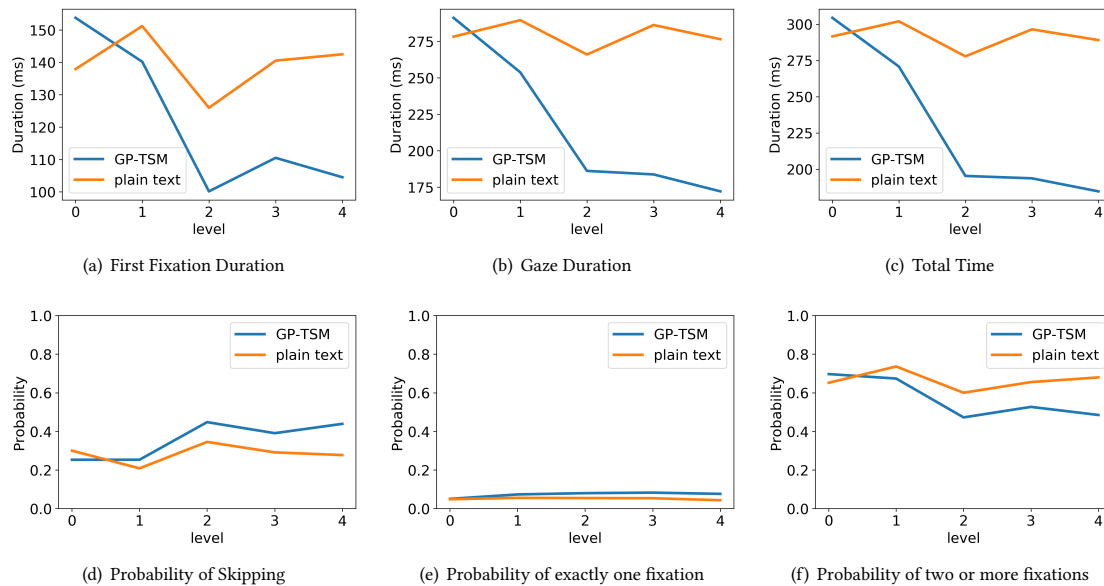 150
140
130
120
110
100
Duration (ms)
GP-TSM
plain text
0 1 2 3 4
level
(a) First Fixation Duration
275
250
225
200
175
Duration (ms)
GP-TSM
plain text
0 1 2 3 4
level
(b) Gaze Duration
300
275
250
225
200
Duration (ms)
GP-TSM
plain text
0 1 2 3 4
level
(c) Total Time
1.0
0.8
0.6
0.4
0.2
0.0
Probability
GP-TSM
plain text
0 1 2 3 4
level
(d) Probability of Skipping
1.0
0.8
0.6
0.4
0.2
0.0
Probability
GP-TSM
plain text
0 1 2 3 4
level
(e) Probability of exactly one fixation
1.0
0.8
0.6
0.4
0.2
0.0
Probability
GP-TSM
plain text
0 1 2 3 4
level
(f) Probability of two or more fixations